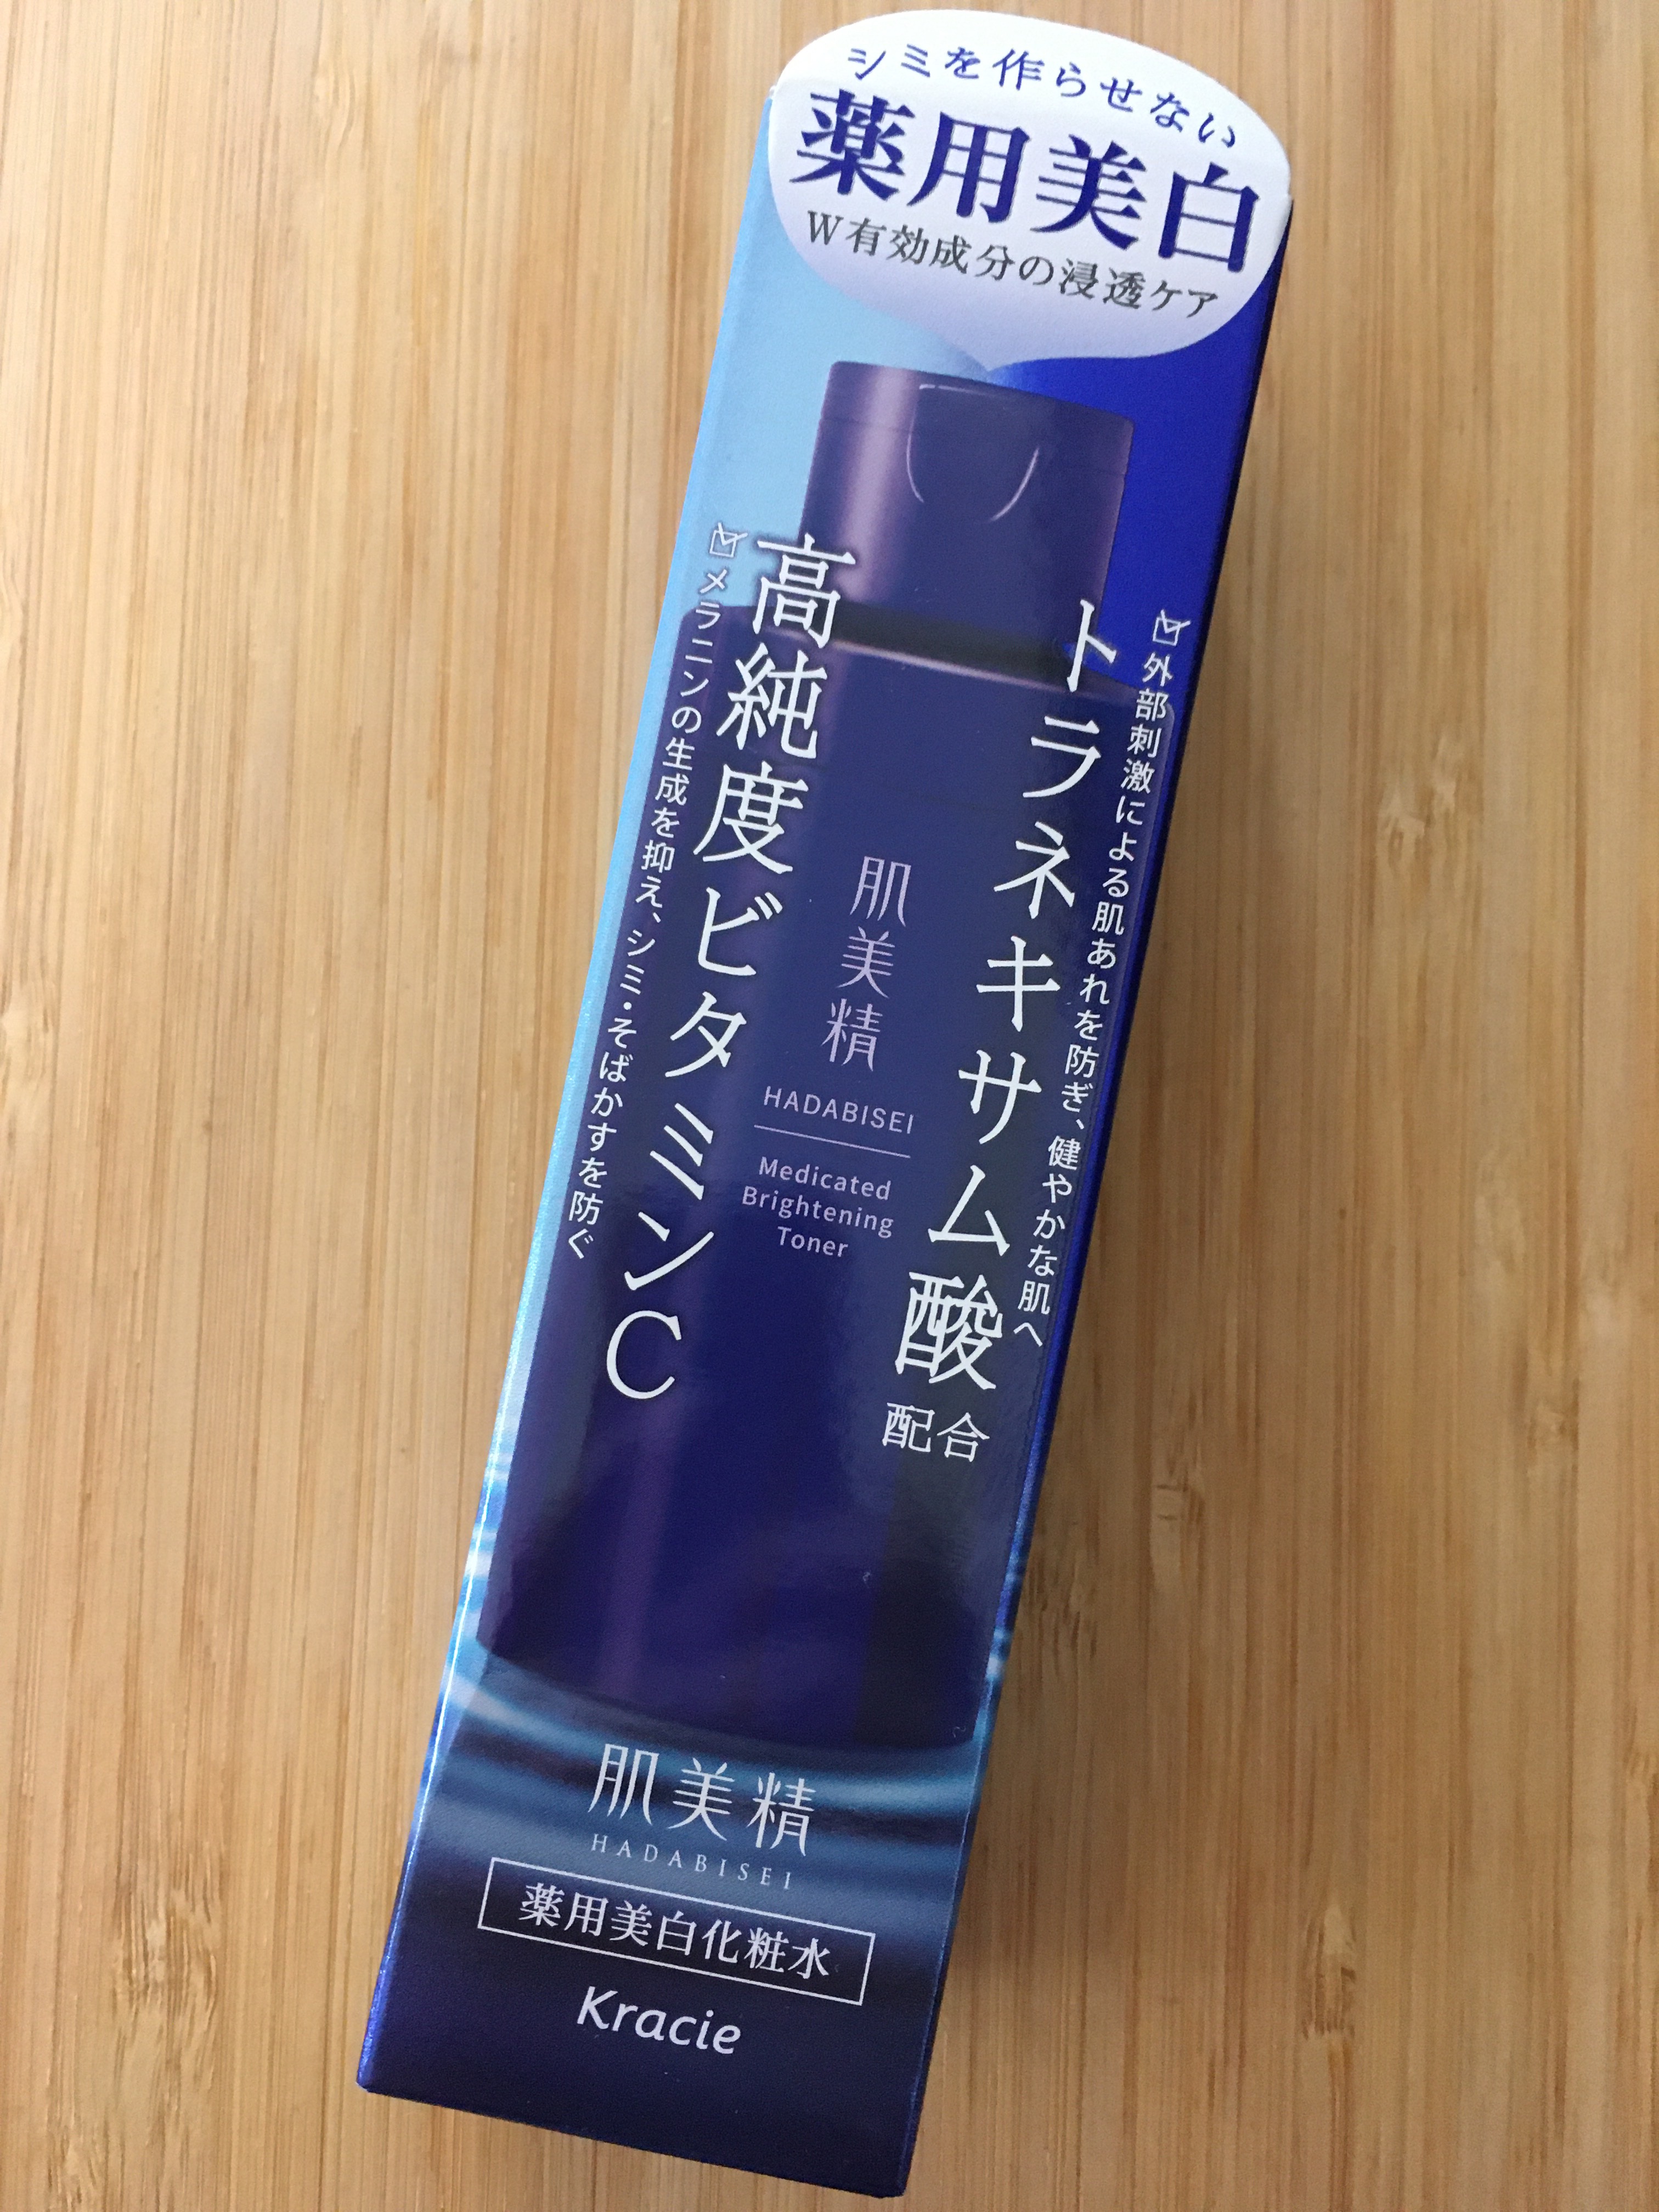 シミを作らせない
薬用美白
W有効成分の浸透ケア
外部刺激による肌あれを防ぎ、健やかな肌へ
トラネキサム酸配合
高純度ビタミンC
メラニンの生成を抑え、シミ・そばかすを防ぐ
肌美精
HADABISEI
Medicated
Brightening
Toner
肌美精
HADABISEI
薬用美白化粧水
Kracie